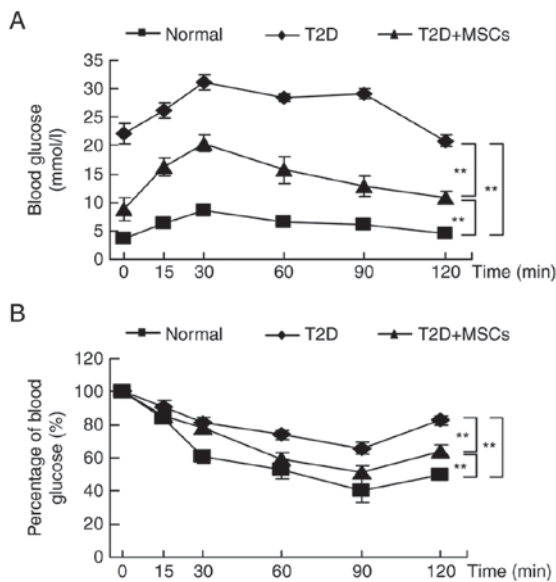 A
Normal T2D T2D+MSCs
Blood glucose
(mmol/l)
35
30
25
20
15
10
5
0
**
**
**
0 15 30 60 90 120 Time (min)
B
Normal T2D T2D+MSCs
Percentage of blood
glucose (%)
120
100
80
60
40
20
0
**
**
**
0 15 30 60 90 120 Time (min)